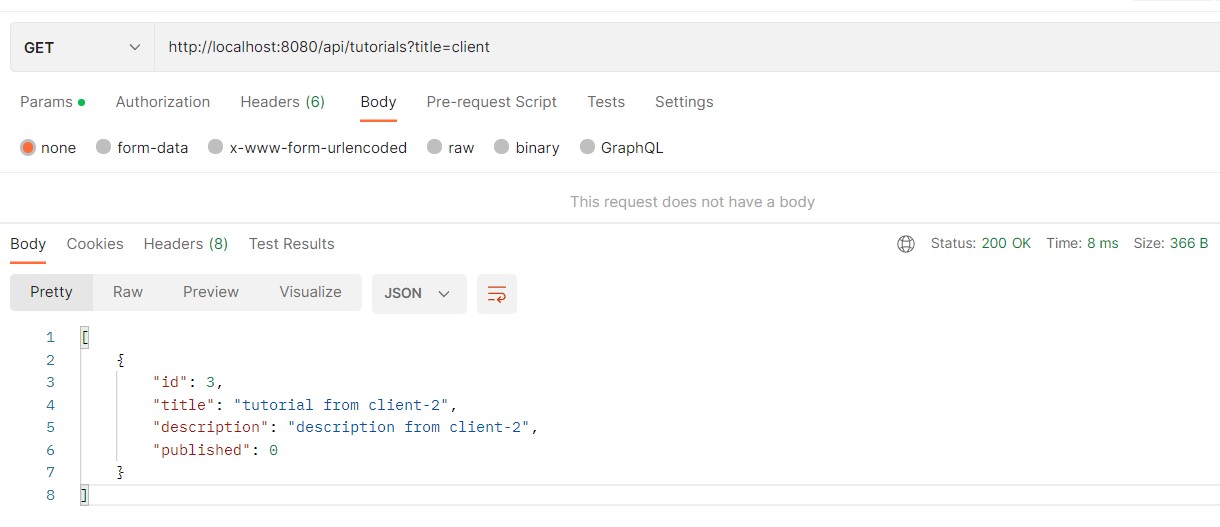 GET http://localhost:8080/api/tutorials?title=client
Params Authorization Headers (6) Body Pre-request Script Tests Settings
none form-data x-www-form-urlencoded raw binary GraphQL
This request does not have a body
Body Cookies Headers (8) Test Results Status: 200 OK Time: 8 ms Size: 366 B
Pretty Raw Preview Visualize JSON
1 [
2 {
3 "id": 3,
4 "title": "tutorial from client-2",
5 "description": "description from client-2",
6 "published": 0
7 }
8 ]